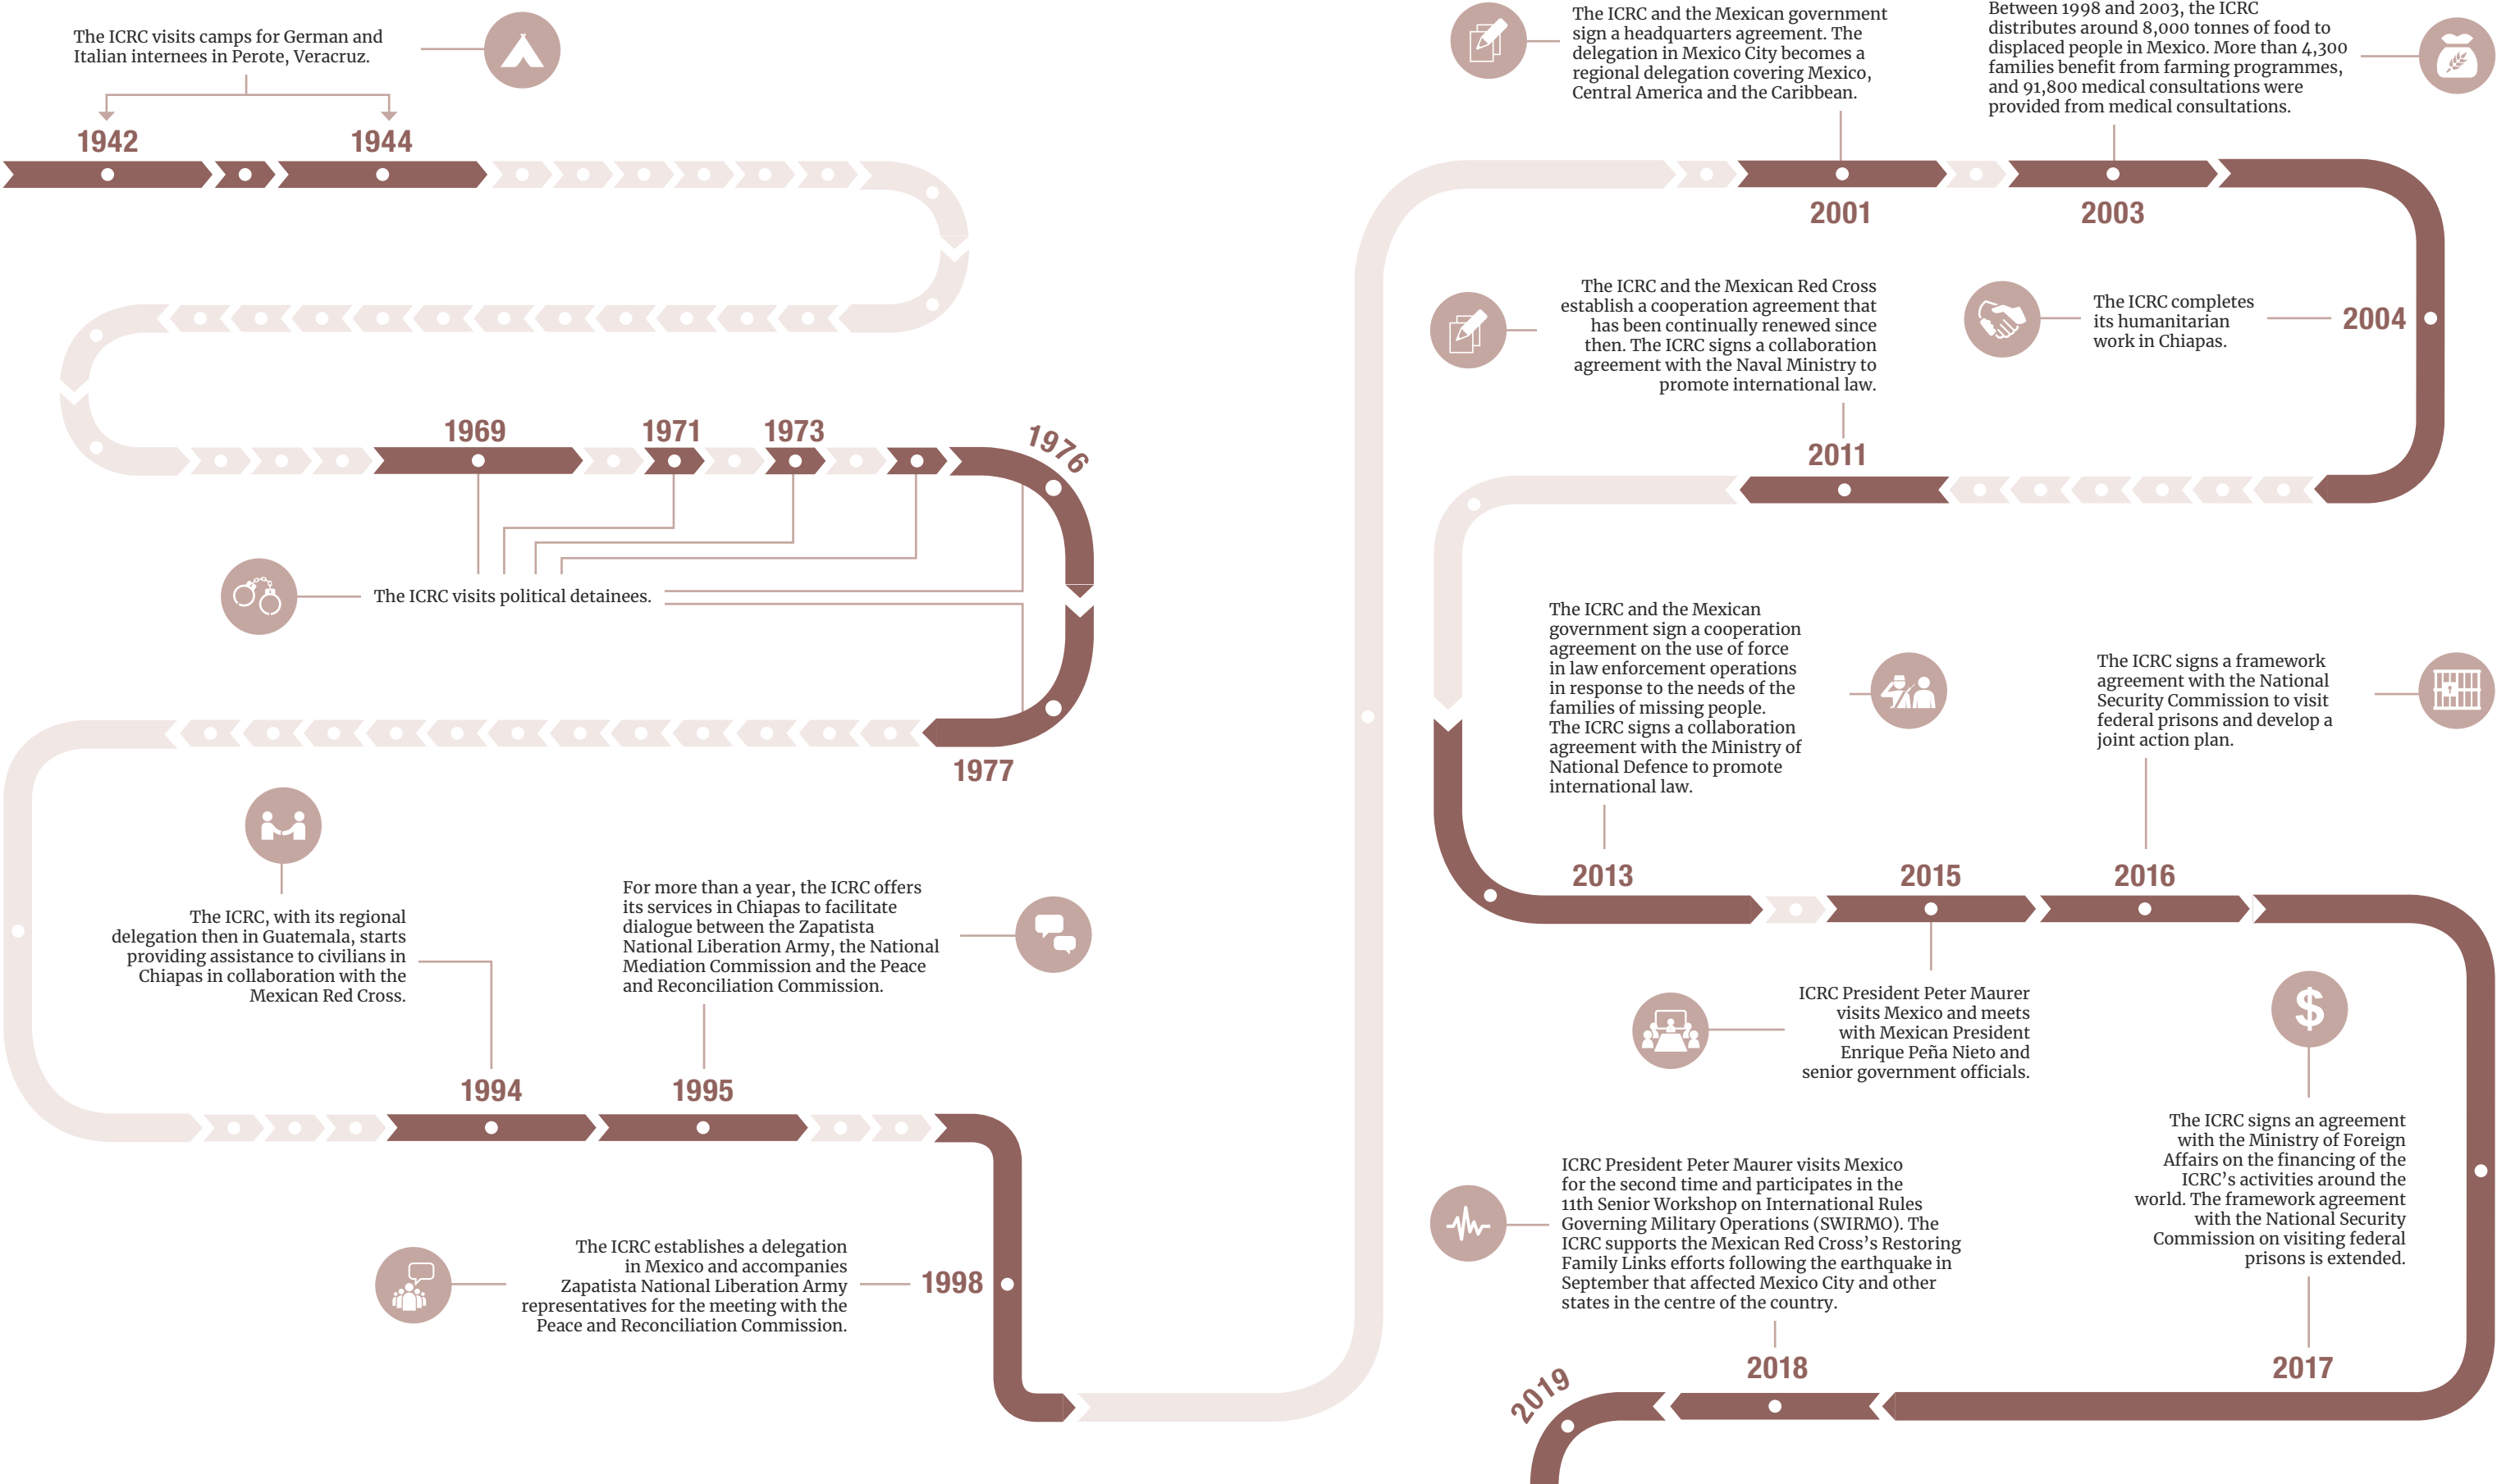 The ICRC visits camps for German and
Italian internees in Perote, Veracruz.
1942
1944
1969
1971
1973
1976
The ICRC visits political detainees.
1977
The ICRC, with its regional
delegation then in Guatemala, starts
providing assistance to civilians in
Chiapas in collaboration with the
Mexican Red Cross.
1994
For more than a year, the ICRC offers
its services in Chiapas to facilitate
dialogue between the Zapatista
National Liberation Army, the National
Mediation Commission and the Peace
and Reconciliation Commission.
1995
The ICRC establishes a delegation
in Mexico and accompanies
Zapatista National Liberation Army
representatives for the meeting with the
Peace and Reconciliation Commission.
1998
The ICRC and the Mexican government
sign a headquarters agreement. The
delegation in Mexico City becomes a
regional delegation covering Mexico,
Central America and the Caribbean.
2001
Between 1998 and 2003, the ICRC
distributes around 8,000 tonnes of food to
displaced people in Mexico. More than 4,300
families benefit from farming programmes,
and 91,800 medical consultations were
provided from medical consultations.
2003
The ICRC completes
its humanitarian
work in Chiapas.
2004
The ICRC and the Mexican Red Cross
establish a cooperation agreement that
has been continually renewed since
then. The ICRC signs a collaboration
agreement with the Naval Ministry to
promote international law.
2011
The ICRC and the Mexican
government sign a cooperation
agreement on the use of force
in law enforcement operations
in response to the needs of the
families of missing people.
The ICRC signs a collaboration
agreement with the Ministry of
National Defence to promote
international law.
2013
2015
ICRC President Peter Maurer
visits Mexico and meets
with Mexican President
Enrique Peña Nieto and
senior government officials.
The ICRC signs a framework
agreement with the National
Security Commission to visit
federal prisons and develop a
joint action plan.
2016
$
The ICRC signs an agreement
with the Ministry of Foreign
Affairs on the financing of the
ICRC's activities around the
world. The framework agreement
with the National Security
Commission on visiting federal
prisons is extended.
2017
ICRC President Peter Maurer visits Mexico
for the second time and participates in the
11th Senior Workshop on International Rules
Governing Military Operations (SWIRMO). The
ICRC supports the Mexican Red Cross's Restoring
Family Links efforts following the earthquake in
September that affected Mexico City and other
states in the centre of the country.
2018
2019